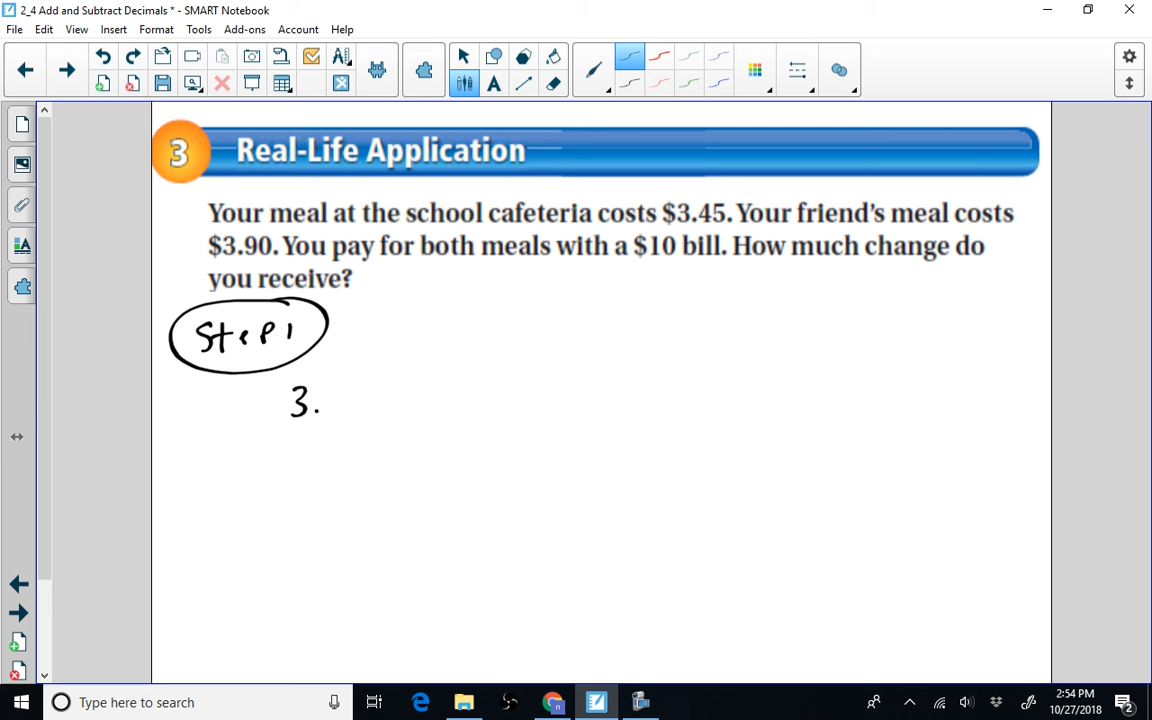 2_4 Add and Subtract Decimals * - SMART Notebook
File Edit View Insert Format Tools Add-ons Account Help
3 Real-Life Application
Your meal at the school cafeteria costs $3.45. Your friend's meal costs
$3.90. You pay for both meals with a $10 bill. How much change do
you receive?
Step 1
3.
Type here to search
2:54 PM
10/27/2018
2